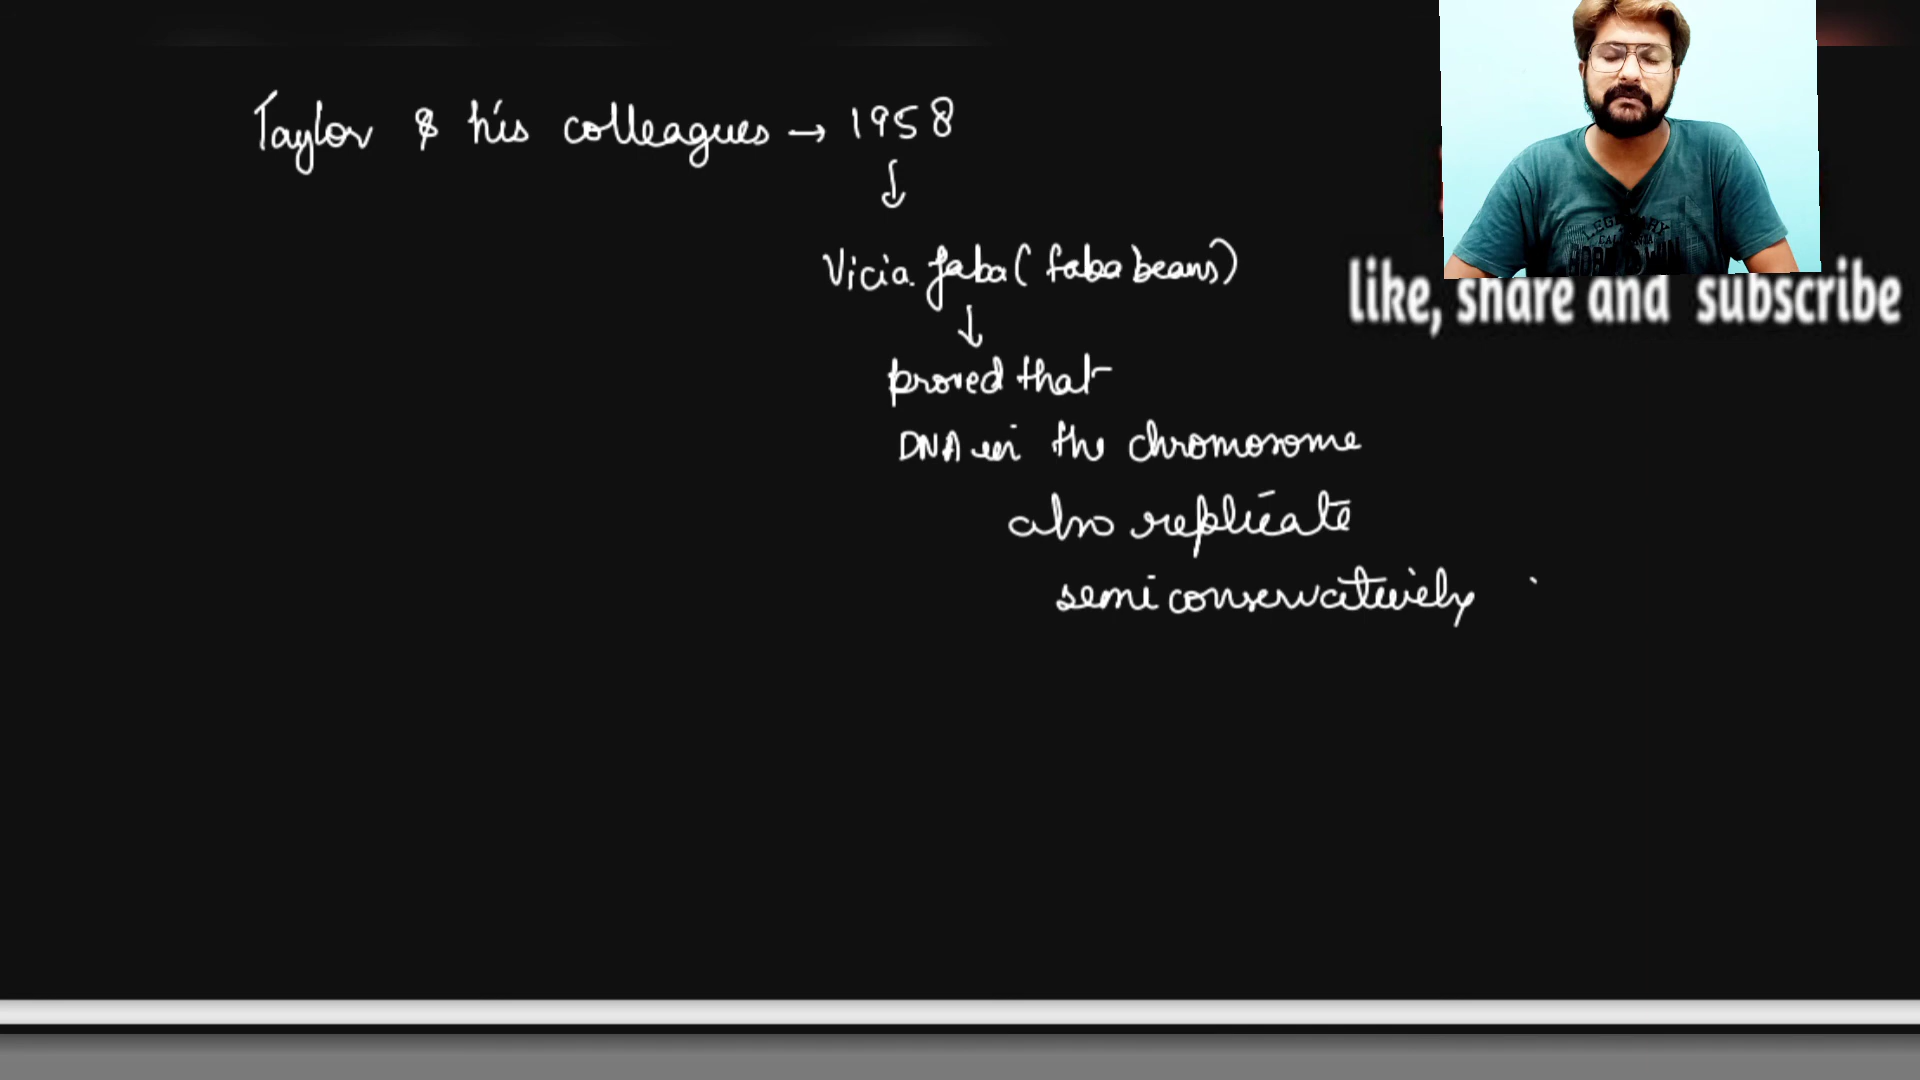 Taylor & his colleagues → 1958
↓
Vicia faba (faba beans)
↓
proved that
DNA in the chromosome
also replicate
semiconservatively
like, share and subscribe
LEGENDARY